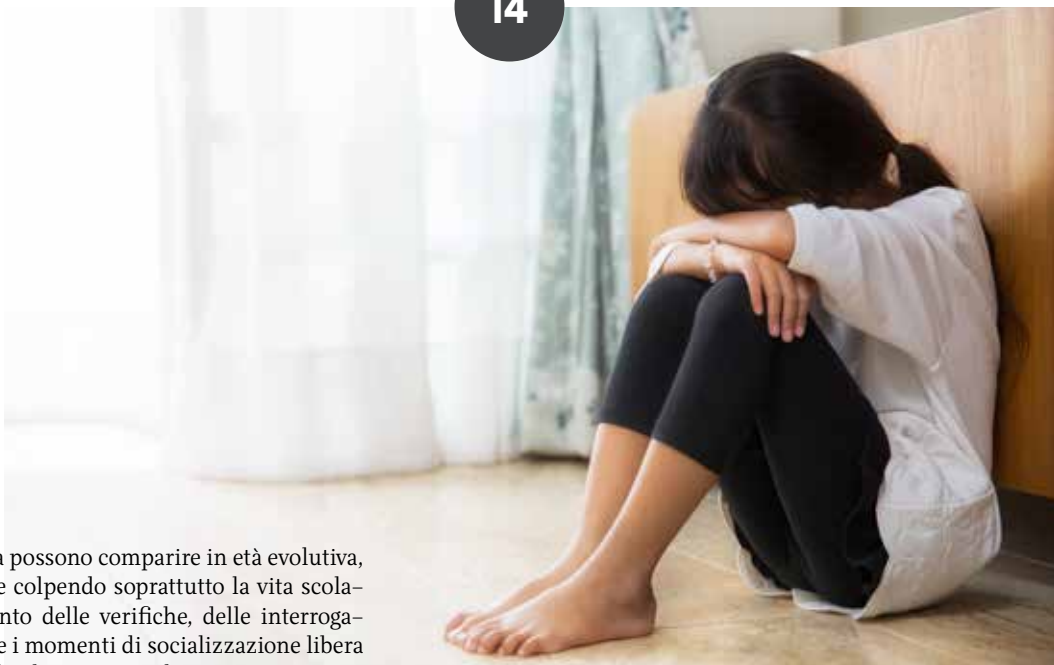 14
a possono comparire in età evolutiva,
e colpendo soprattutto la vita scola-
nto delle verifiche, delle interroga-
e i momenti di socializzazione libera